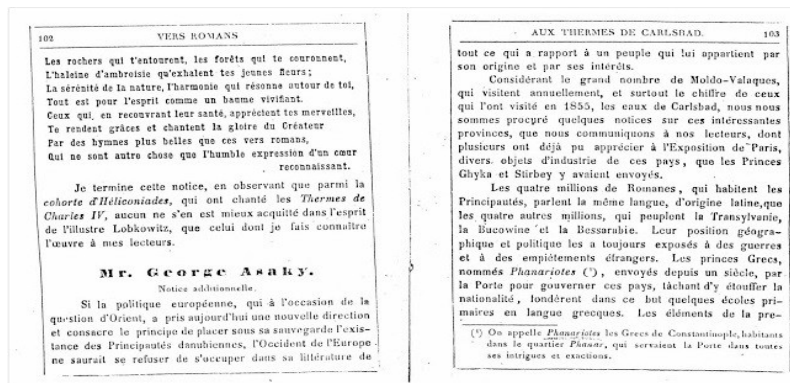 102
VERS ROMANS
Les rochers qui t'entourent, les forêts qui te couronnent,
L'haleine d'ambroisie qu'exhalent tes jeunes fleurs;
La sérénité de la nature, l'harmonie qui résonne autour de toi,
Tout est pour l'esprit comme un baume vivifiant.
Ceux qui, en recouvrant leur santé, apprécient tes merveilles,
Te rendent grâces et chantent la gloire du Créateur
Par des hymnes plus belles que ces vers romans,
Qui ne sont autre chose que l'humble expression d'un cœur
reconnaissant.
Je termine cette notice, en observant que parmi la
cohorte d'Héliconiades, qui ont chanté les Thermes de
Charles IV, aucun ne s'en est mieux acquitté dans l'esprit
de l'illustre Lobkowitz, que celui dont je fais connaître
l'œuvre à mes lecteurs.
Mr. George Asaky.
Notice additionnelle.
Si la politique européenne, qui à l'occasion de la
question d'Orient, a pris aujourd'hui une nouvelle direction
et consacre le principe de placer sous sa sauvegarde l'exis-
tance des Principautés danubiennes, l'Occident de l'Europe
ne saurait se refuser de s'occuper dans sa littérature de
AUX THERMES DE CARLSBAD.
103
tout ce qui a rapport à un peuple qui lui appartient par
son origine et par ses intérêts.
Considérant le grand nombre de Moldo-Valaques,
qui visitent annuellement, et surtout le chiffre de ceux
qui l'ont visité en 1855, les eaux de Carlsbad, nous nous
sommes procuré quelques notices sur ces intéressantes
provinces, que nous communiquons à nos lecteurs, dont
plusieurs ont déjà pu apprécier à l'Exposition de Paris,
divers objets d'industrie de ces pays, que les Princes
Ghyka et Stirbey y avaient envoyés.
Les quatre millions de Romanes, qui habitent les
Principautés, parlent la même langue, d'origine latine, que
les quatre autres millions, qui peuplent la Transylvanie,
la Bucowine et la Bessarabie. Leur position géogra-
phique et politique les a toujours exposés à des guerres
et à des empiètements étrangers. Les princes Grecs,
nommés Phanariotes (¹), envoyés depuis un siècle, par
la Porte pour gouverner ces pays, tâchant d'y étouffer la
nationalité, fondèrent dans ce but quelques écoles pri-
maires en langue grecques. Les éléments de la pre-
(¹) On appelle Phanariotes les Grecs de Constantinople, habitants
dans le quartier Phanar, qui servaient la Porte dans toutes
ses intrigues et exactions.